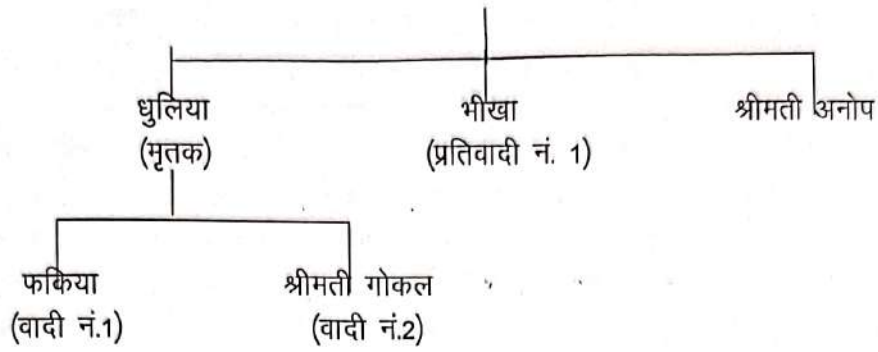 धुलिया भीखा श्रीमती अनोप
(मृतक) (प्रतिवादी नं. 1)
फकिया श्रीमती गोकल
(वादी नं.1) (वादी नं.2)